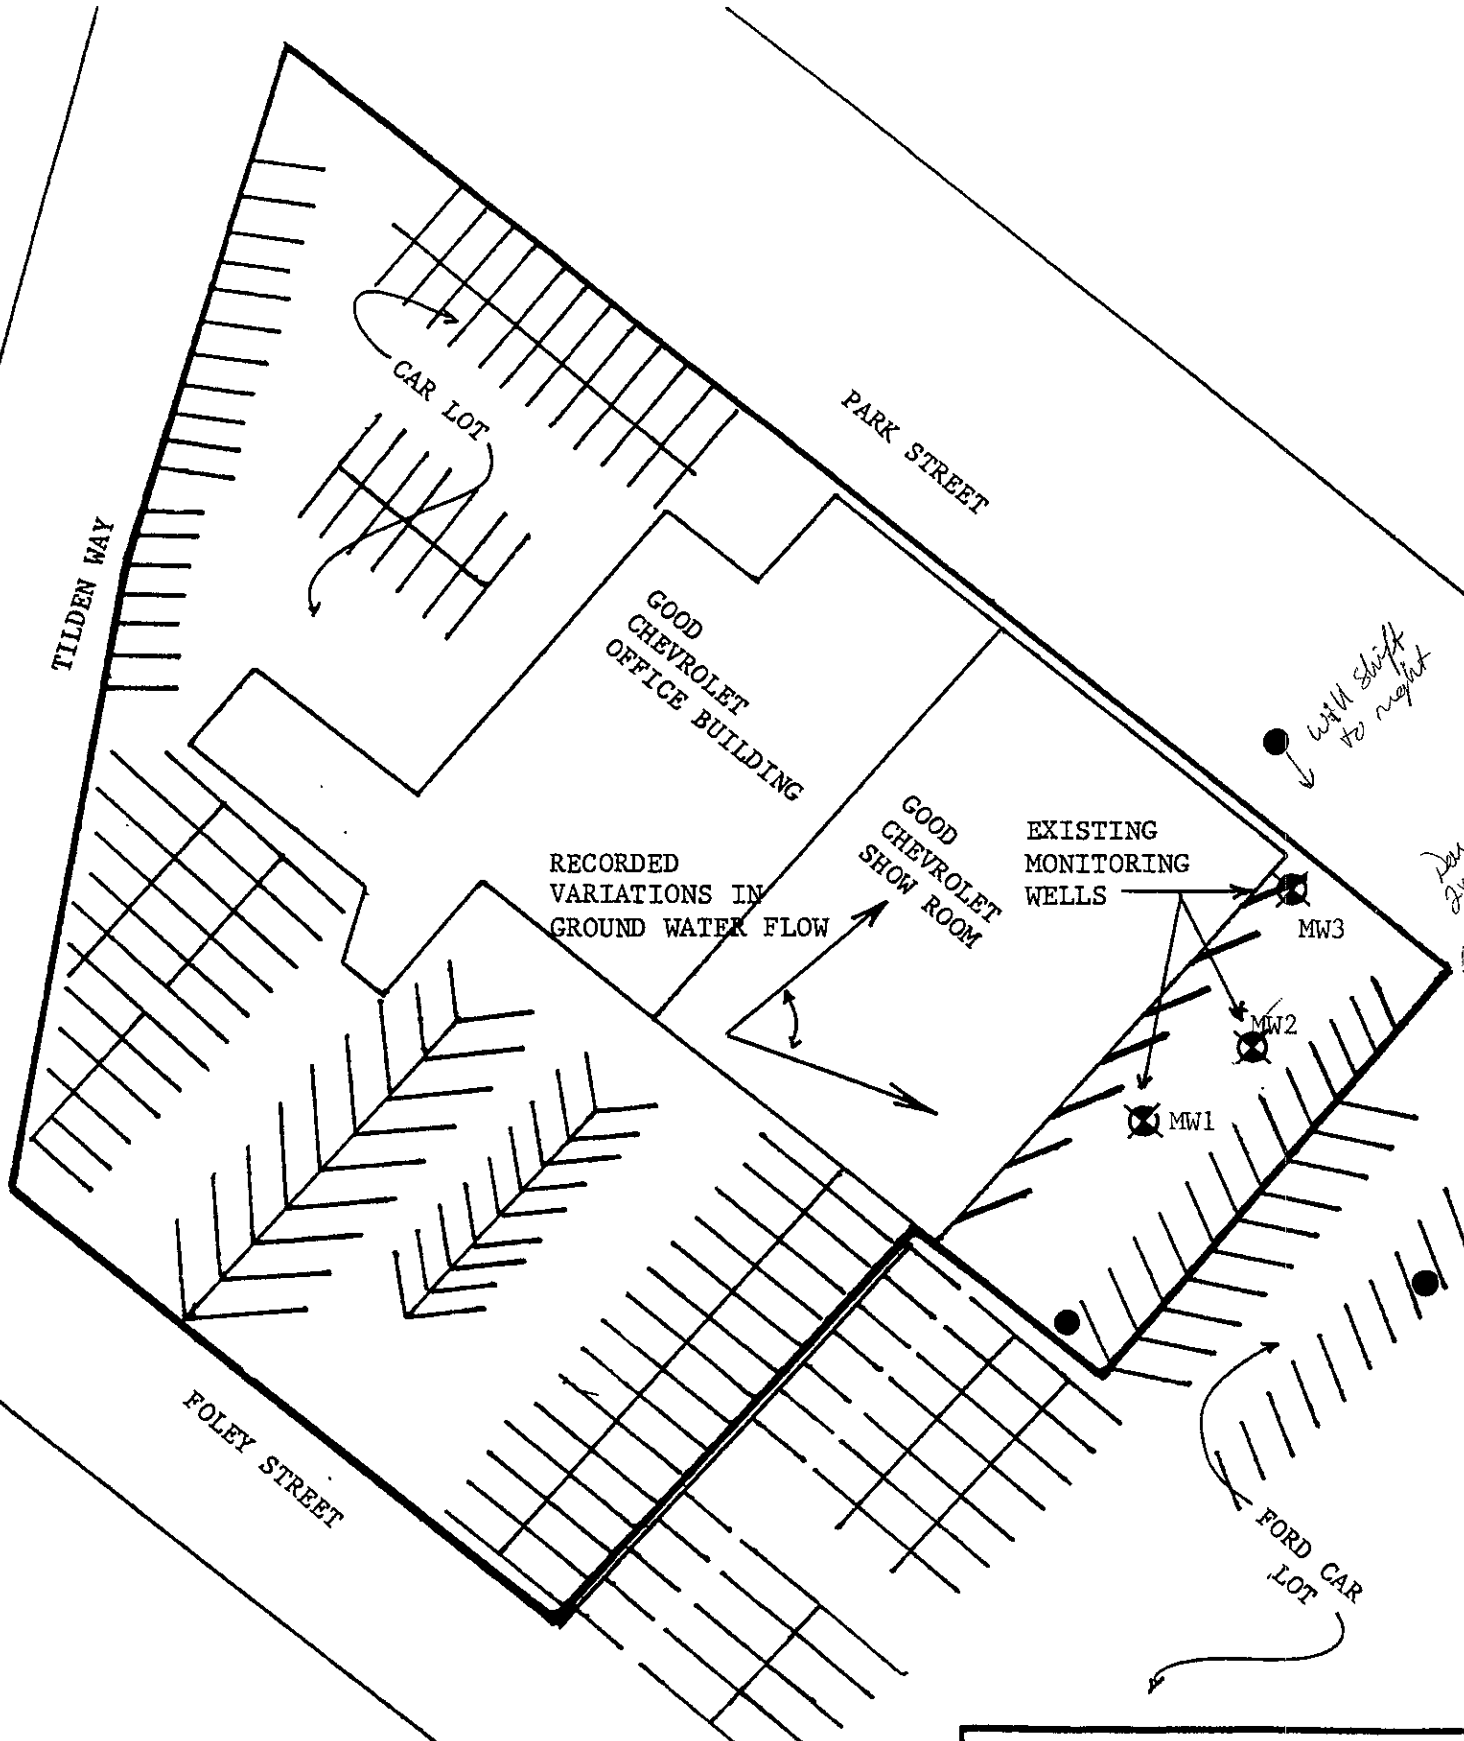 PARK STREET
CAR LOT
TILDEN WAY
GOOD
CHEVROLET
OFFICE BUILDING
will shift
to right
GOOD
CHEVROLET
SHOW ROOM
EXISTING
MONITORING
WELLS
RECORDED
VARIATIONS IN
GROUND WATER FLOW
MW3
MW2
MW1
FOLEY STREET
FORD CAR
LOT